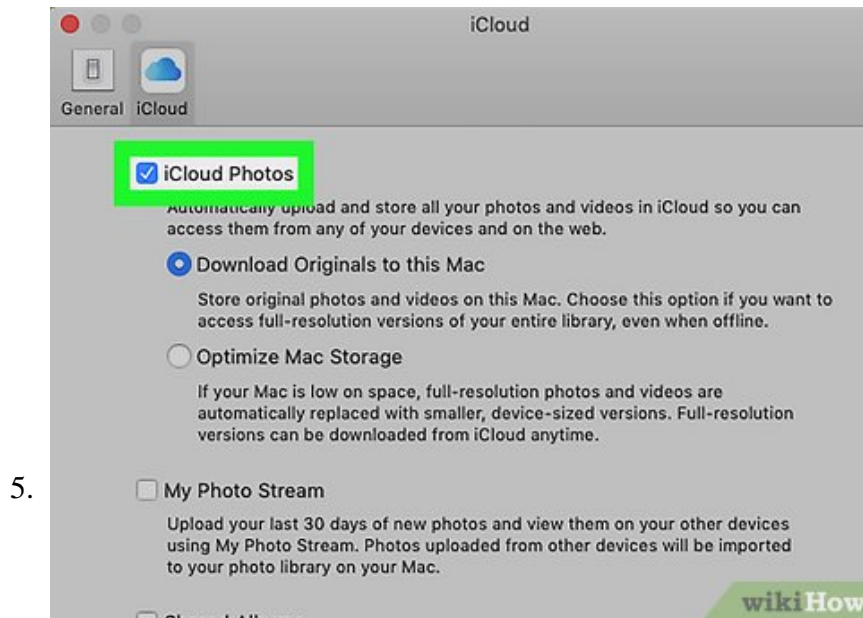 iCloud
General iCloud
iCloud Photos
Automatically upload and store all your photos and videos in iCloud so you can
access them from any of your devices and on the web.
Download Originals to this Mac
Store original photos and videos on this Mac. Choose this option if you want to
access full-resolution versions of your entire library, even when offline.
Optimize Mac Storage
If your Mac is low on space, full-resolution photos and videos are
automatically replaced with smaller, device-sized versions. Full-resolution
versions can be downloaded from iCloud anytime.
5.
My Photo Stream
Upload your last 30 days of new photos and view them on your other devices
using My Photo Stream. Photos uploaded from other devices will be imported
to your photo library on your Mac.
wikiHow